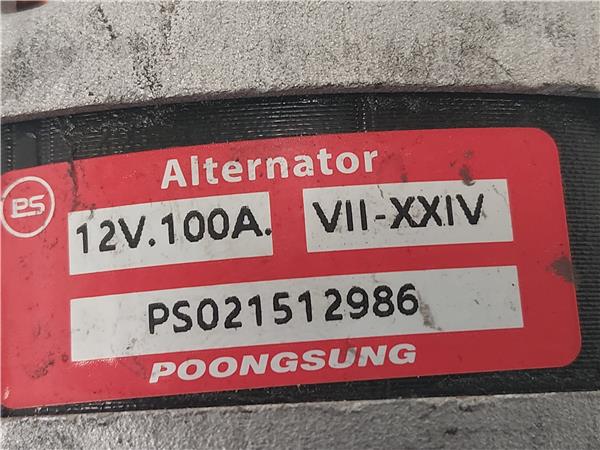 Alternator
PS
12V.100A. VII-XXIV
PS021512986
POONGSUNG